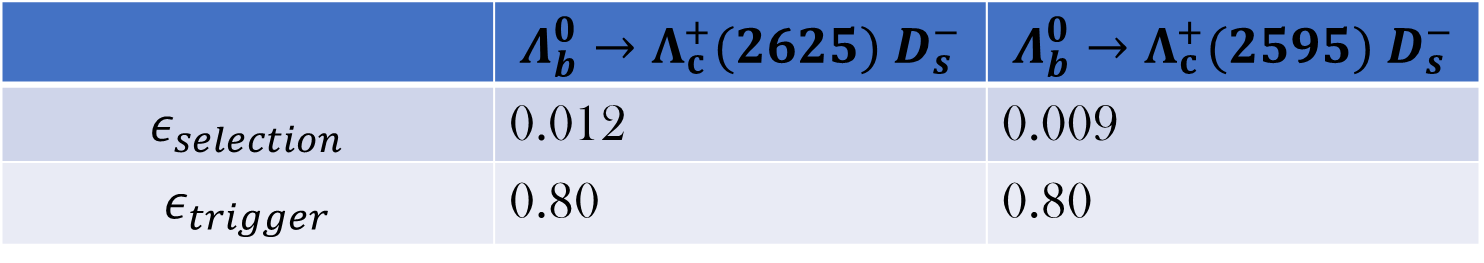 Λ_b^0 → Λ_c^+(2625) D_s^− Λ_b^0 → Λ_c^+(2595) D_s^−
ϵ_selection 0.012 0.009
ϵ_trigger 0.80 0.80